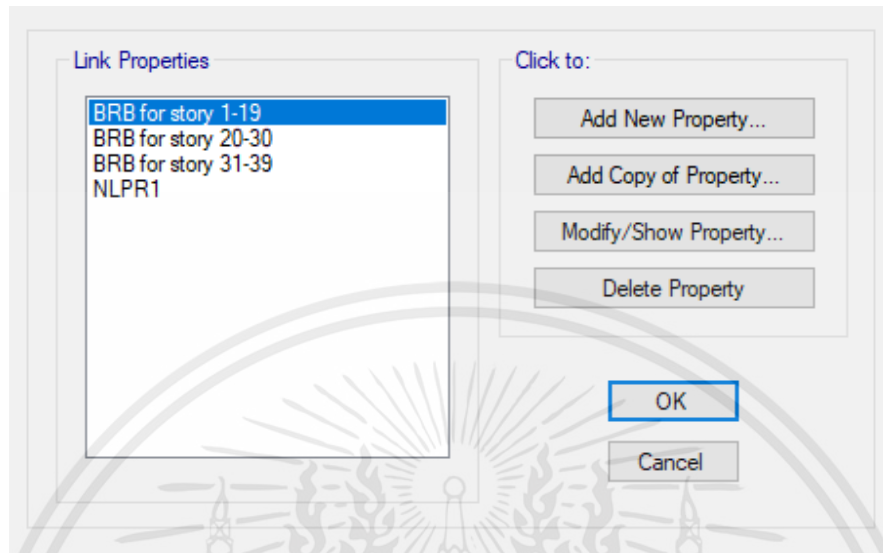 Link Properties
BRB for story 1-19
BRB for story 20-30
BRB for story 31-39
NLPR1
Click to:
Add New Property...
Add Copy of Property...
Modify/Show Property...
Delete Property
OK
Cancel